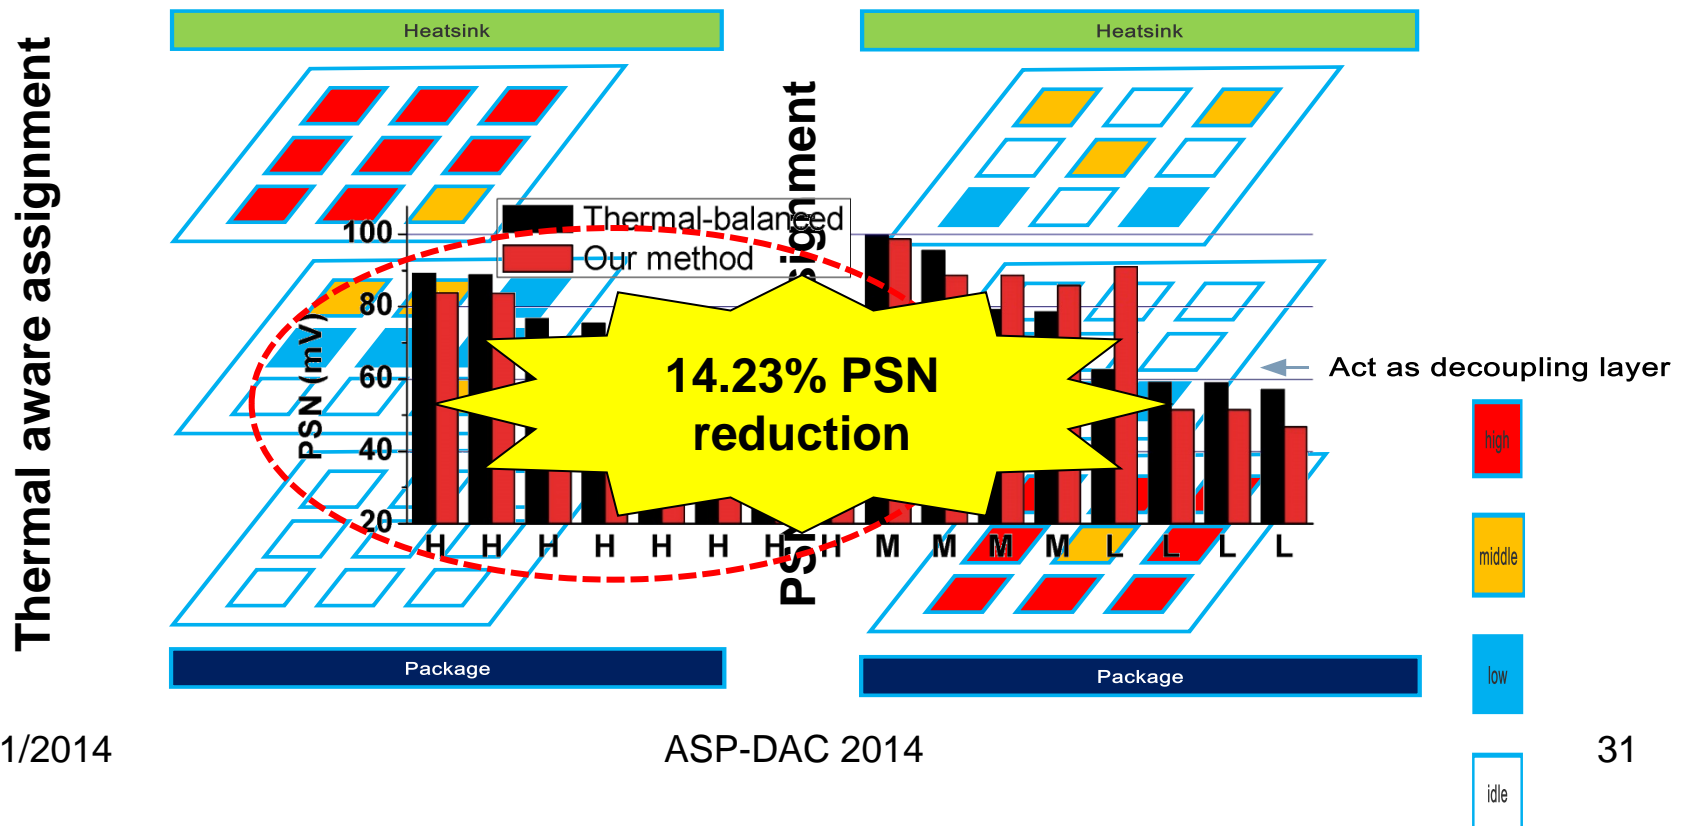 Thermal aware assignment
Heatsink
Heatsink
Thermal-balanced
Our method
100
80
60
40
20
PSN (mV)
14.23% PSN
reduction
H H H H H H H H M M M M L L L L
Act as decoupling layer
high
middle
low
idle
Package
Package
1/2014
ASP-DAC 2014
31